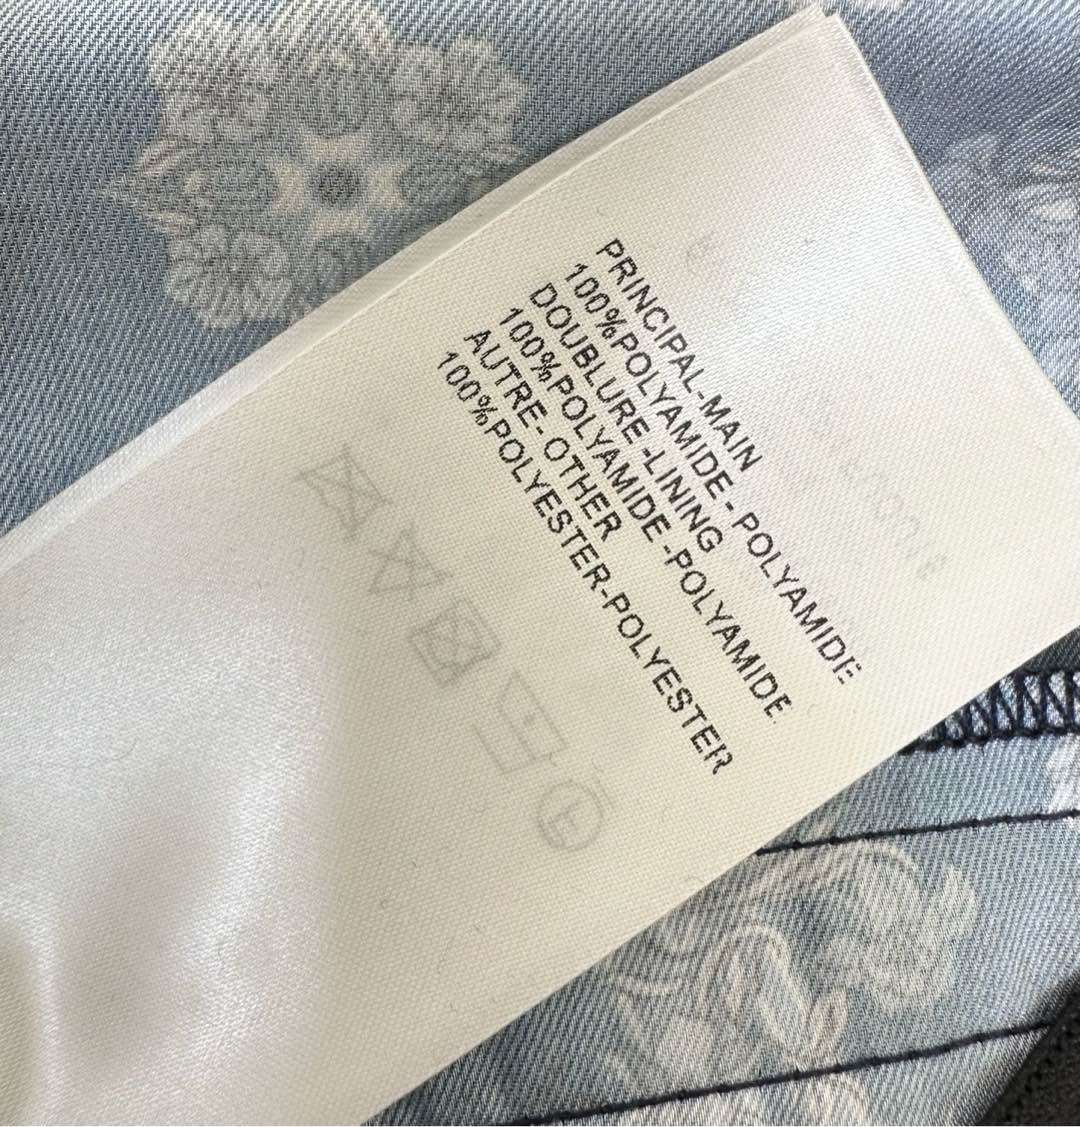 PRINCIPAL-MAIN
100%POLYAMIDE - POLYAMIDE
DOUBLURE -LINING
100%POLYAMIDE -POLYAMIDE
AUTRE- OTHER
100%POLYESTER-POLYESTER